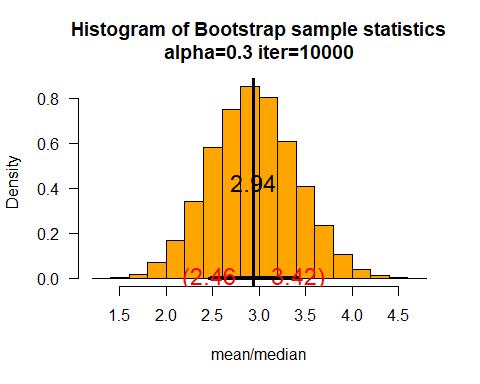 Histogram of Bootstrap sample statistics
alpha=0.3 iter=10000
Density
0.8
0.6
0.4
0.2
0.0
2.94
(2.46 3.42)
1.5 2.0 2.5 3.0 3.5 4.0 4.5
mean/median